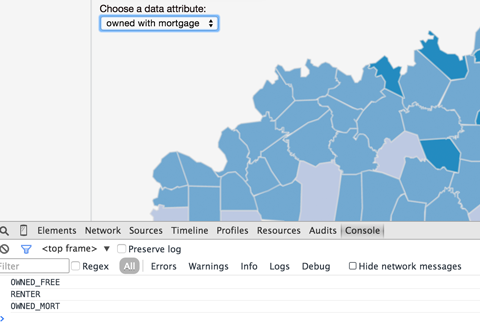 Choose a data attribute:
owned with mortgage
Elements Network Sources Timeline Profiles Resources Audits Console
<top frame> Preserve log
Filter Regex All Errors Warnings Info Logs Debug Hide network messages
OWNED_FREE
RENTER
OWNED_MORT
>